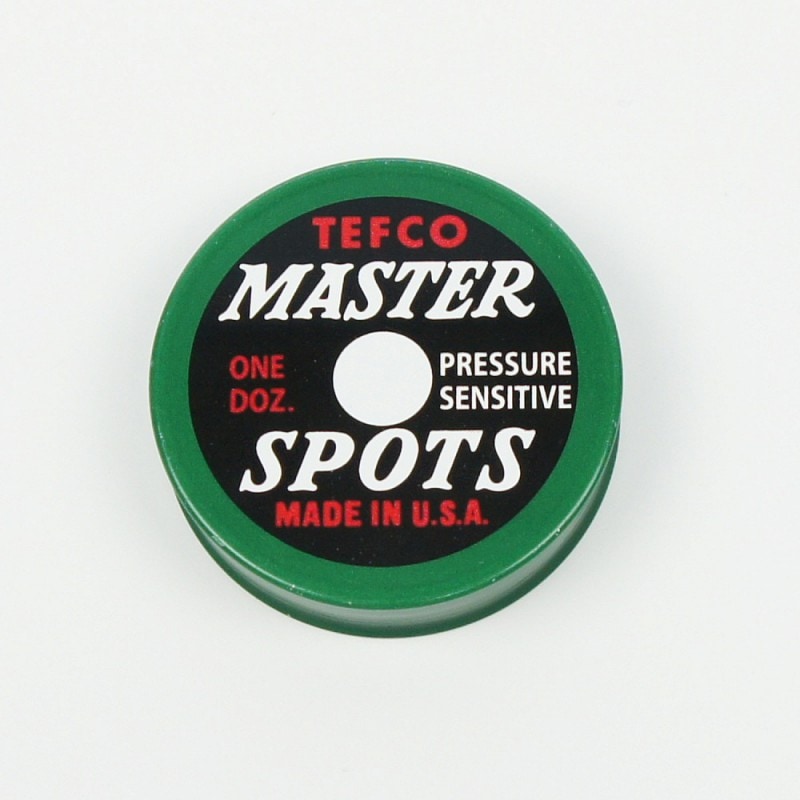 TEFCO
MASTER
ONE
DOZ.
PRESSURE
SENSITIVE
SPOTS
MADE IN U.S.A.